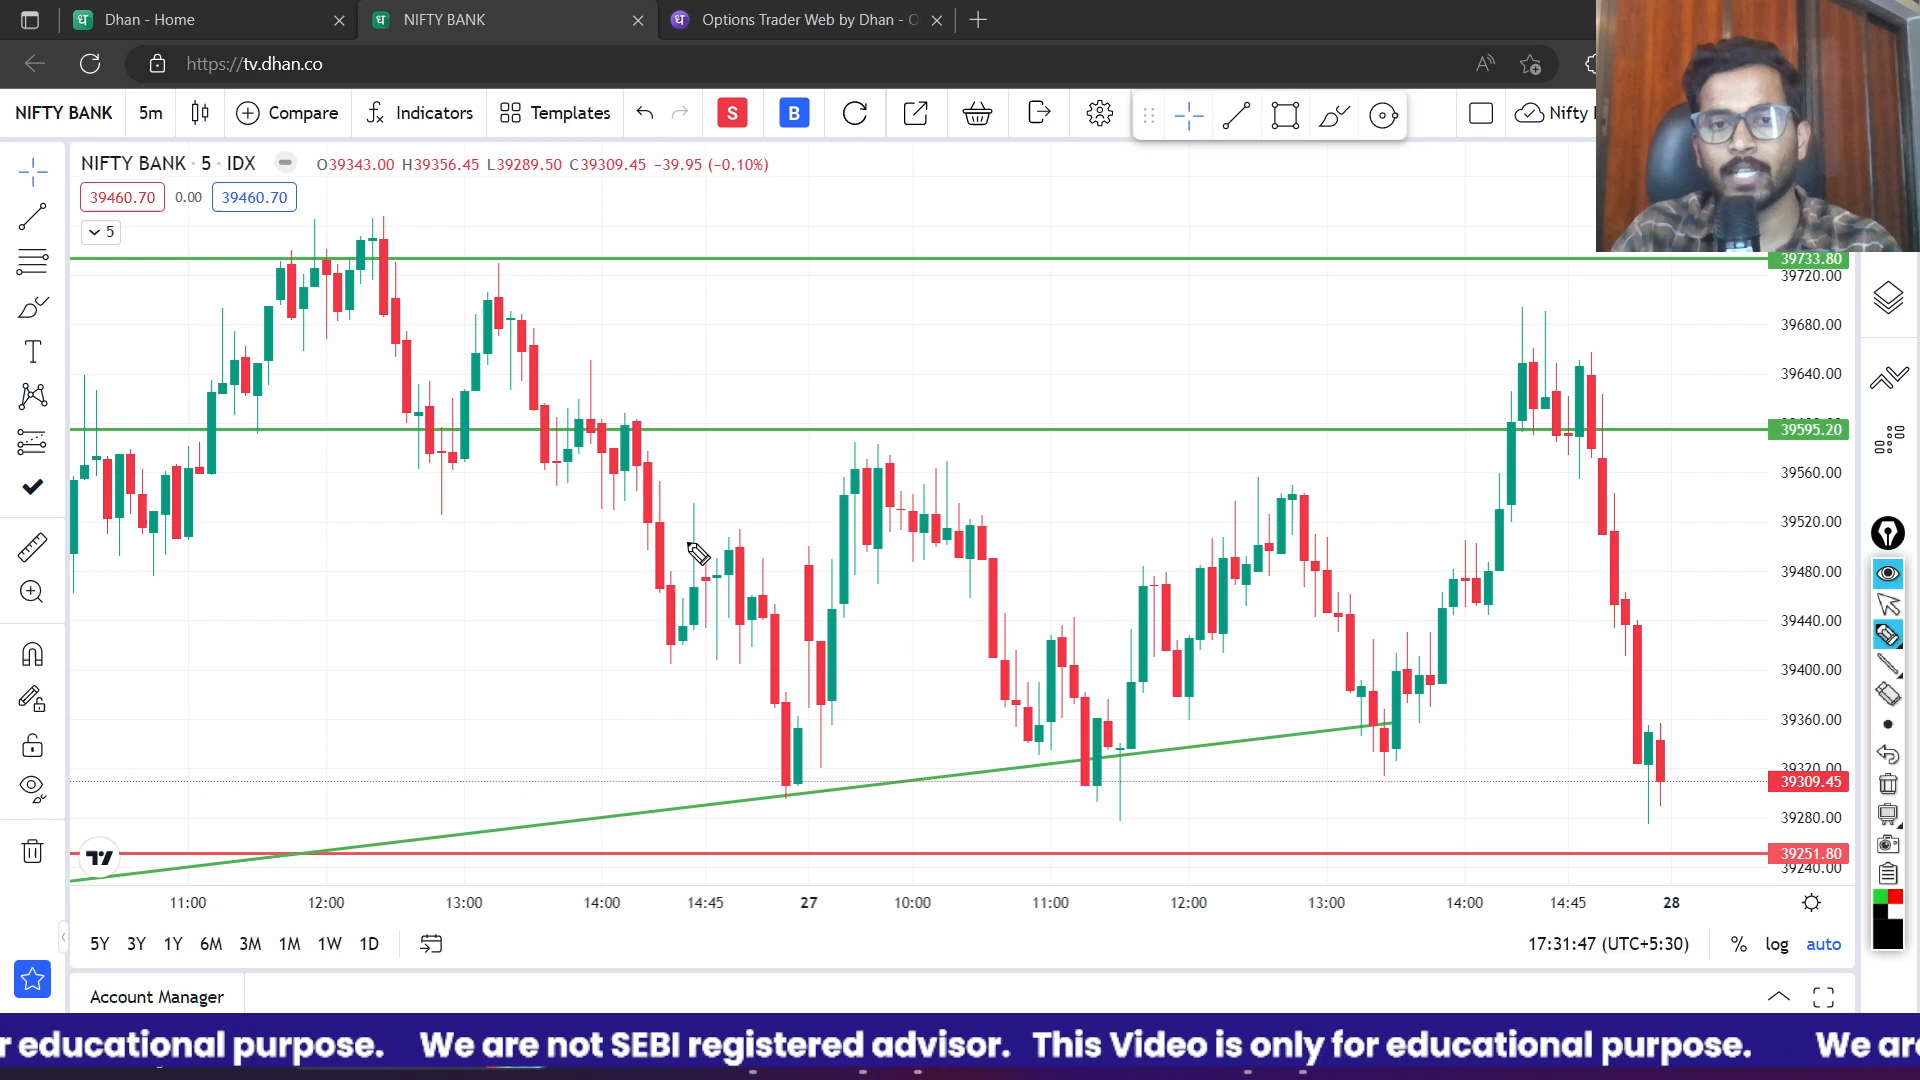 Dhan - Home
NIFTY BANK
Options Trader Web by Dhan - O
https://tv.dhan.co
NIFTY BANK 5m Compare Indicators Templates S B Nifty
NIFTY BANK · 5 · IDX O39343.00 H39356.45 L39289.50 C39309.45 −39.95 (−0.10%)
39460.70 0.00 39460.70
5
39733.80
39720.00
39680.00
39640.00
39595.20
39560.00
39520.00
39480.00
39440.00
39400.00
39360.00
39320.00
39309.45
39280.00
39251.80
39240.00
11:00 12:00 13:00 14:00 14:45 27 10:00 11:00 12:00 13:00 14:00 14:45 28
5Y 3Y 1Y 6M 3M 1M 1W 1D 17:31:47 (UTC+5:30) % log auto
Account Manager
r educational purpose. We are not SEBI registered advisor. This Video is only for educational purpose. We are